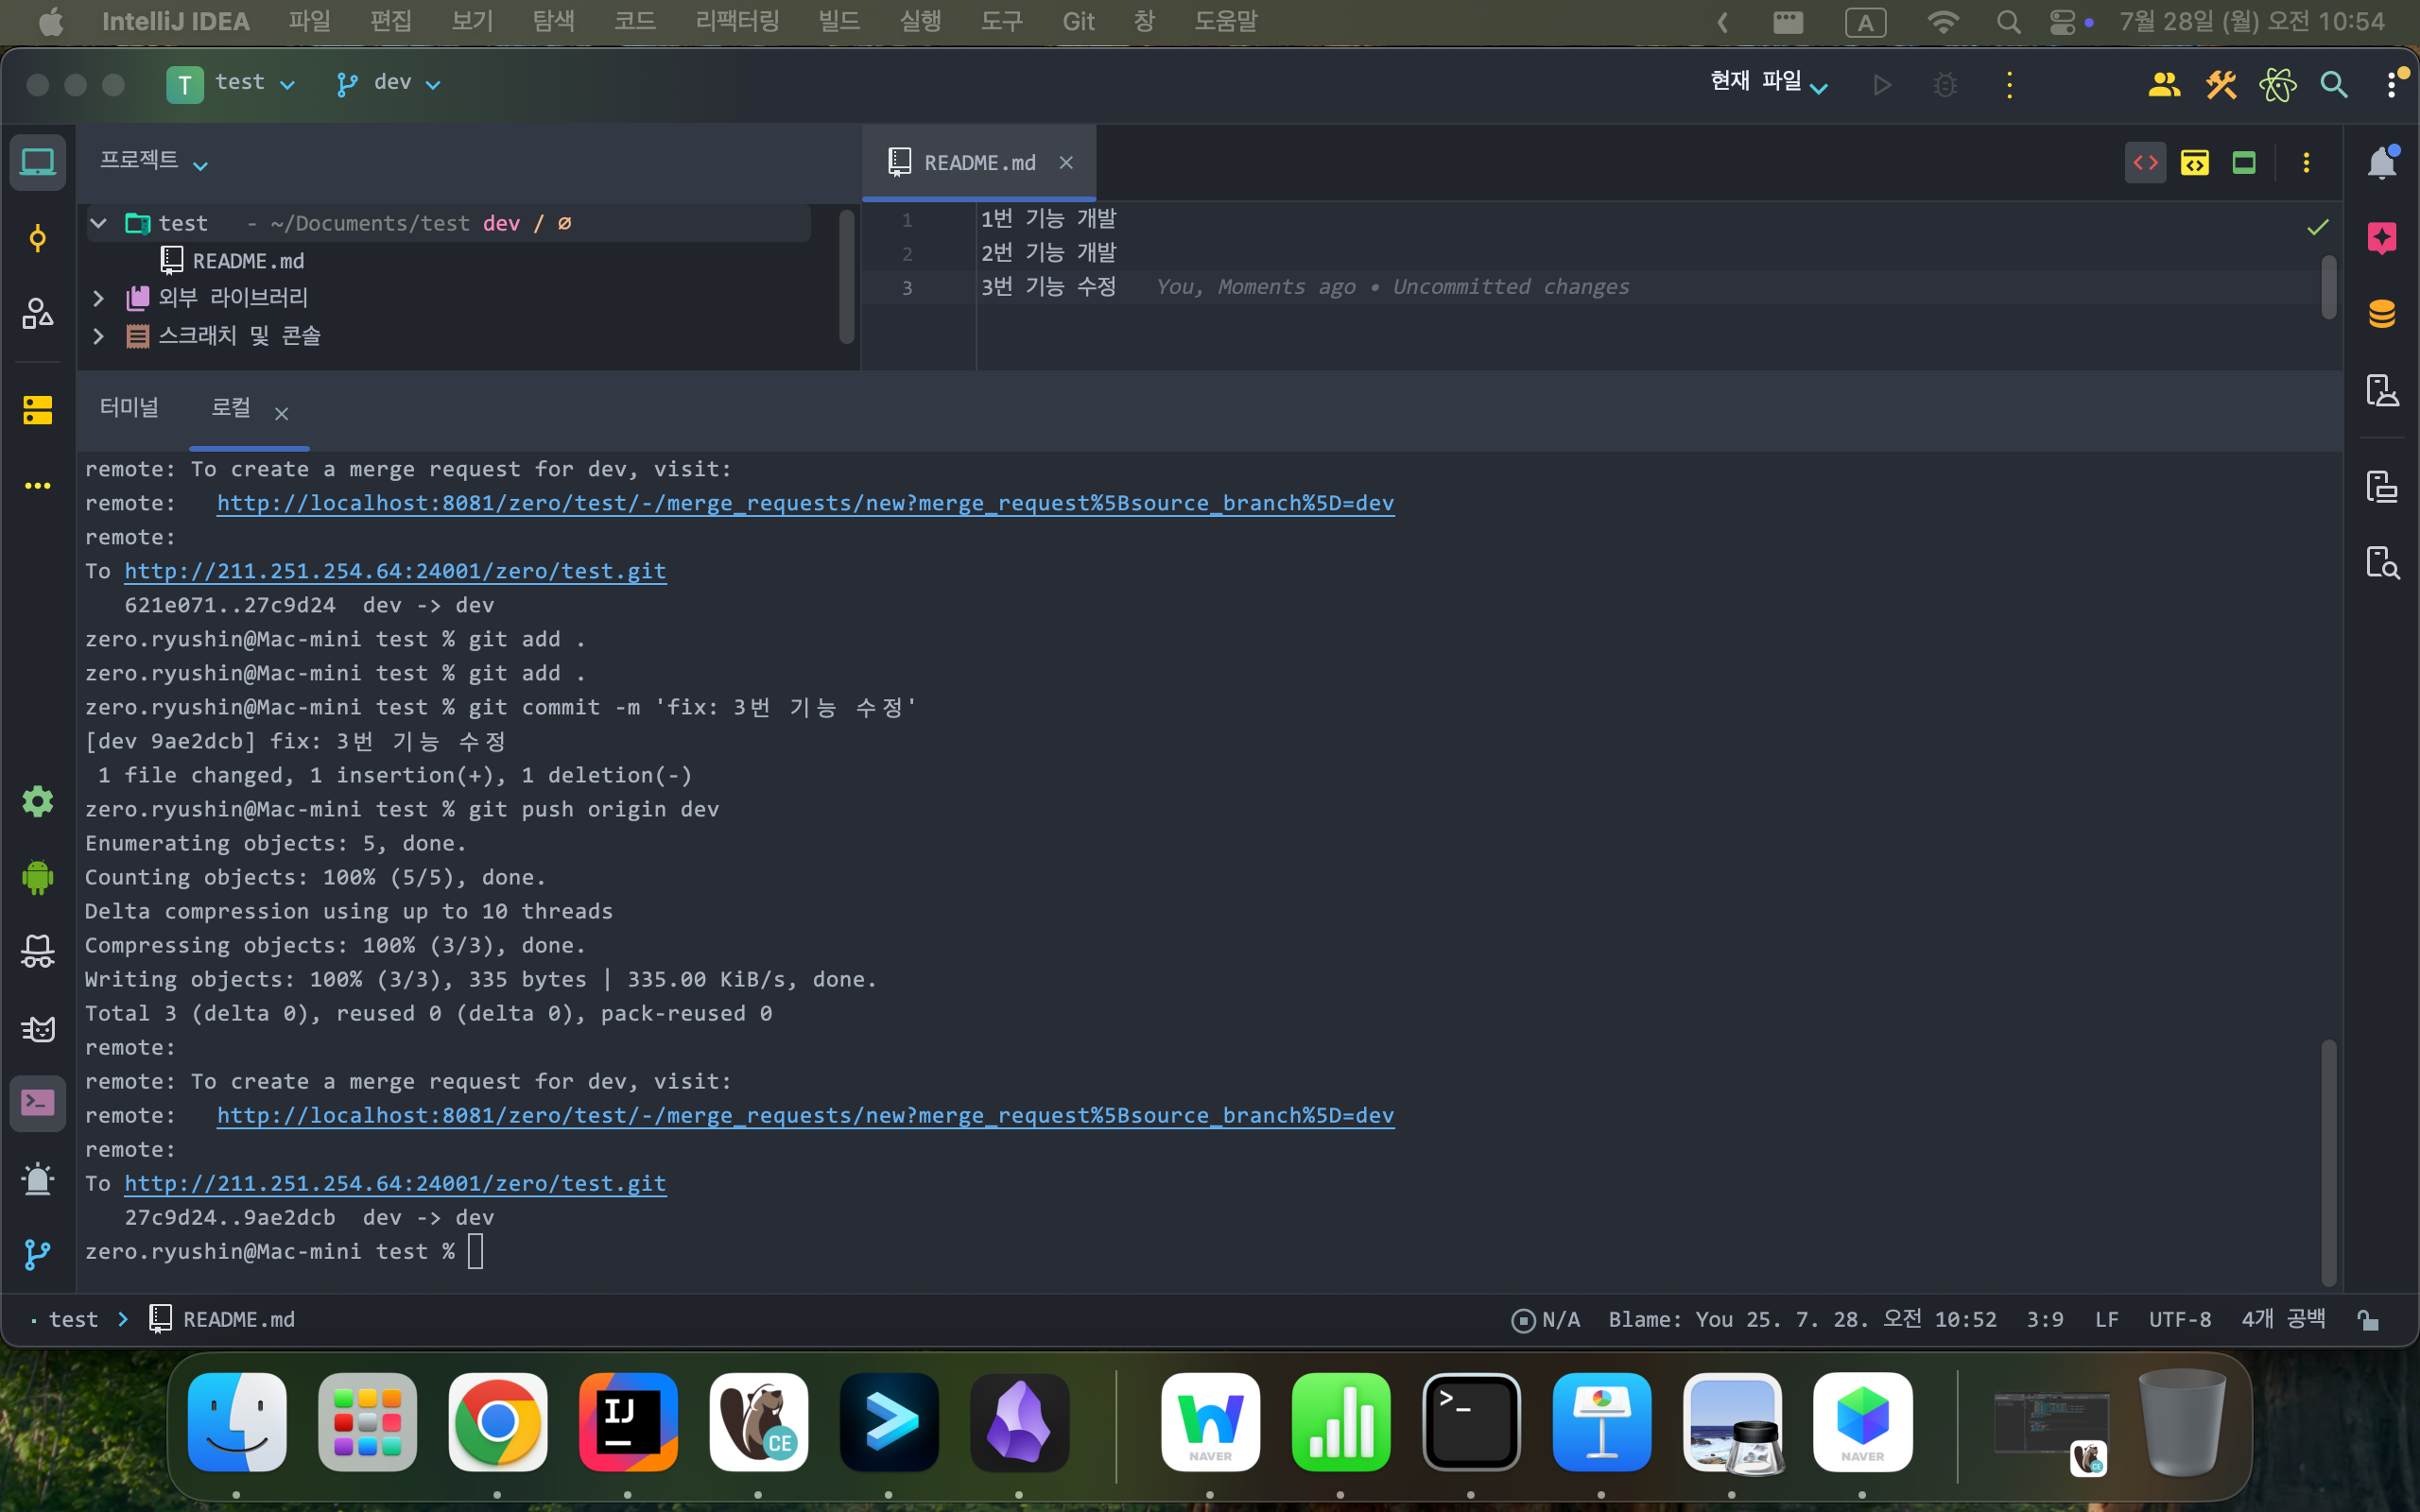 IntelliJ IDEA 파일 편집 보기 탐색 코드 리팩터링 빌드 실행 도구 Git 창 도움말 A 7월 28일 (월) 오전 10:54
T test dev 현재 파일
프로젝트 README.md
test - ~/Documents/test dev / ∅
README.md
외부 라이브러리
스크래치 및 콘솔
1 1번 기능 개발
2 2번 기능 개발
3 3번 기능 수정 You, Moments ago • Uncommitted changes
터미널 로컬
remote: To create a merge request for dev, visit:
remote:   http://localhost:8081/zero/test/-/merge_requests/new?merge_request%5Bsource_branch%5D=dev
remote:
To http://211.251.254.64:24001/zero/test.git
   621e071..27c9d24  dev -> dev
zero.ryushin@Mac-mini test % git add .
zero.ryushin@Mac-mini test % git add .
zero.ryushin@Mac-mini test % git commit -m 'fix: 3번 기능 수정'
[dev 9ae2dcb] fix: 3번 기능 수정
 1 file changed, 1 insertion(+), 1 deletion(-)
zero.ryushin@Mac-mini test % git push origin dev
Enumerating objects: 5, done.
Counting objects: 100% (5/5), done.
Delta compression using up to 10 threads
Compressing objects: 100% (3/3), done.
Writing objects: 100% (3/3), 335 bytes | 335.00 KiB/s, done.
Total 3 (delta 0), reused 0 (delta 0), pack-reused 0
remote:
remote: To create a merge request for dev, visit:
remote:   http://localhost:8081/zero/test/-/merge_requests/new?merge_request%5Bsource_branch%5D=dev
remote:
To http://211.251.254.64:24001/zero/test.git
   27c9d24..9ae2dcb  dev -> dev
zero.ryushin@Mac-mini test %
test > README.md N/A Blame: You 25. 7. 28. 오전 10:52 3:9 LF UTF-8 4개 공백
IJ CE NAVER NAVER